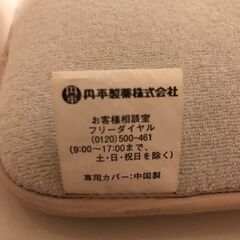 丹平製薬株式会社
お客様相談室
フリーダイヤル
(0120)500-461
(9:00～17:00まで、
土・日・祝日を除く)
専用カバー:中国製